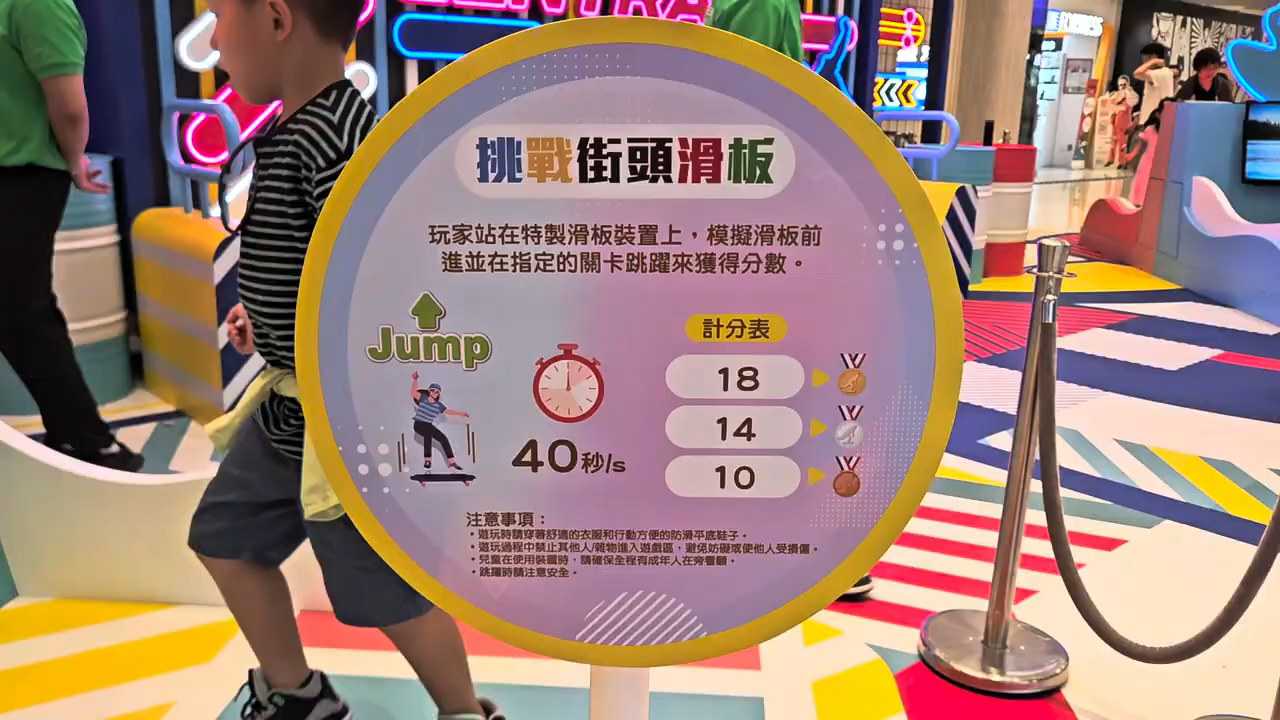 挑戰街頭滑板
玩家站在特製滑板裝置上，模擬滑板前
進並在指定的關卡跳躍來獲得分數。
Jump
40秒/s
計分表
18
14
10
注意事項：
・遊玩時請穿著舒適的衣服和行動方便的防滑平底鞋子。
・遊玩過程中禁止其他人/雜物進入遊戲區，避免妨礙或使他人受損傷。
・兒童在使用裝置時，請確保全程有成年人在旁看顧。
・跳躍時請注意安全。